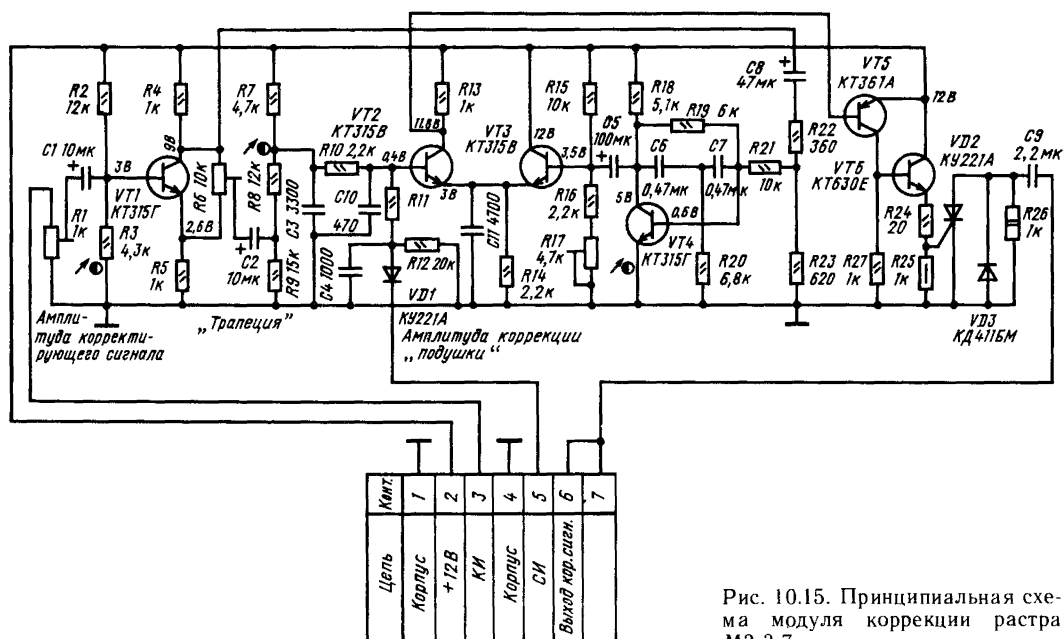 R2
12к
R4
1к
R7
4,7к
R13
1к
R15
10к
R18
5,1к
R19 6к
C8
47мк
VT5
КТ361А
VT2
КТ315В
11,8В
VT3
КТ315В
12В
12В
C1 10мк
3В
9В
R10 2,2к
0,4В
3,5В
C5
100мк
C6
C7
R21
10к
R22
360
VT6
КТ630Е
VD2
КУ221А
C9
2,2мк
VT1
КТ315Г
R6 10к
R8 12к
C3 3300
C10
470
R11
3В
C11 4700
R16
2,2к
5В
0,47мк
0,47мк
0,6В
R24
20
R1
1к
R3
4,3к
2,6В
C2
10мк
R9 15к
C4 1000
R12 20к
R14
2,2к
R17
4,7к
VT4
КТ315Г
R20
6,8к
R23
620
R27
1к
R25
1к
R26
1к
R5
1к
VD1
КУ221А
VD3
КД411БМ
Ампли-
туда корректи-
рующего сигнала
„Трапеция"
Амплитуда коррекции
„подушки"
Конт.
1
2
3
4
5
6
7
Цепь
Корпус
+12В
КИ
Корпус
СИ
Выход кор.сигн.
Рис. 10.15. Принципиальная схе-
ма модуля коррекции растра